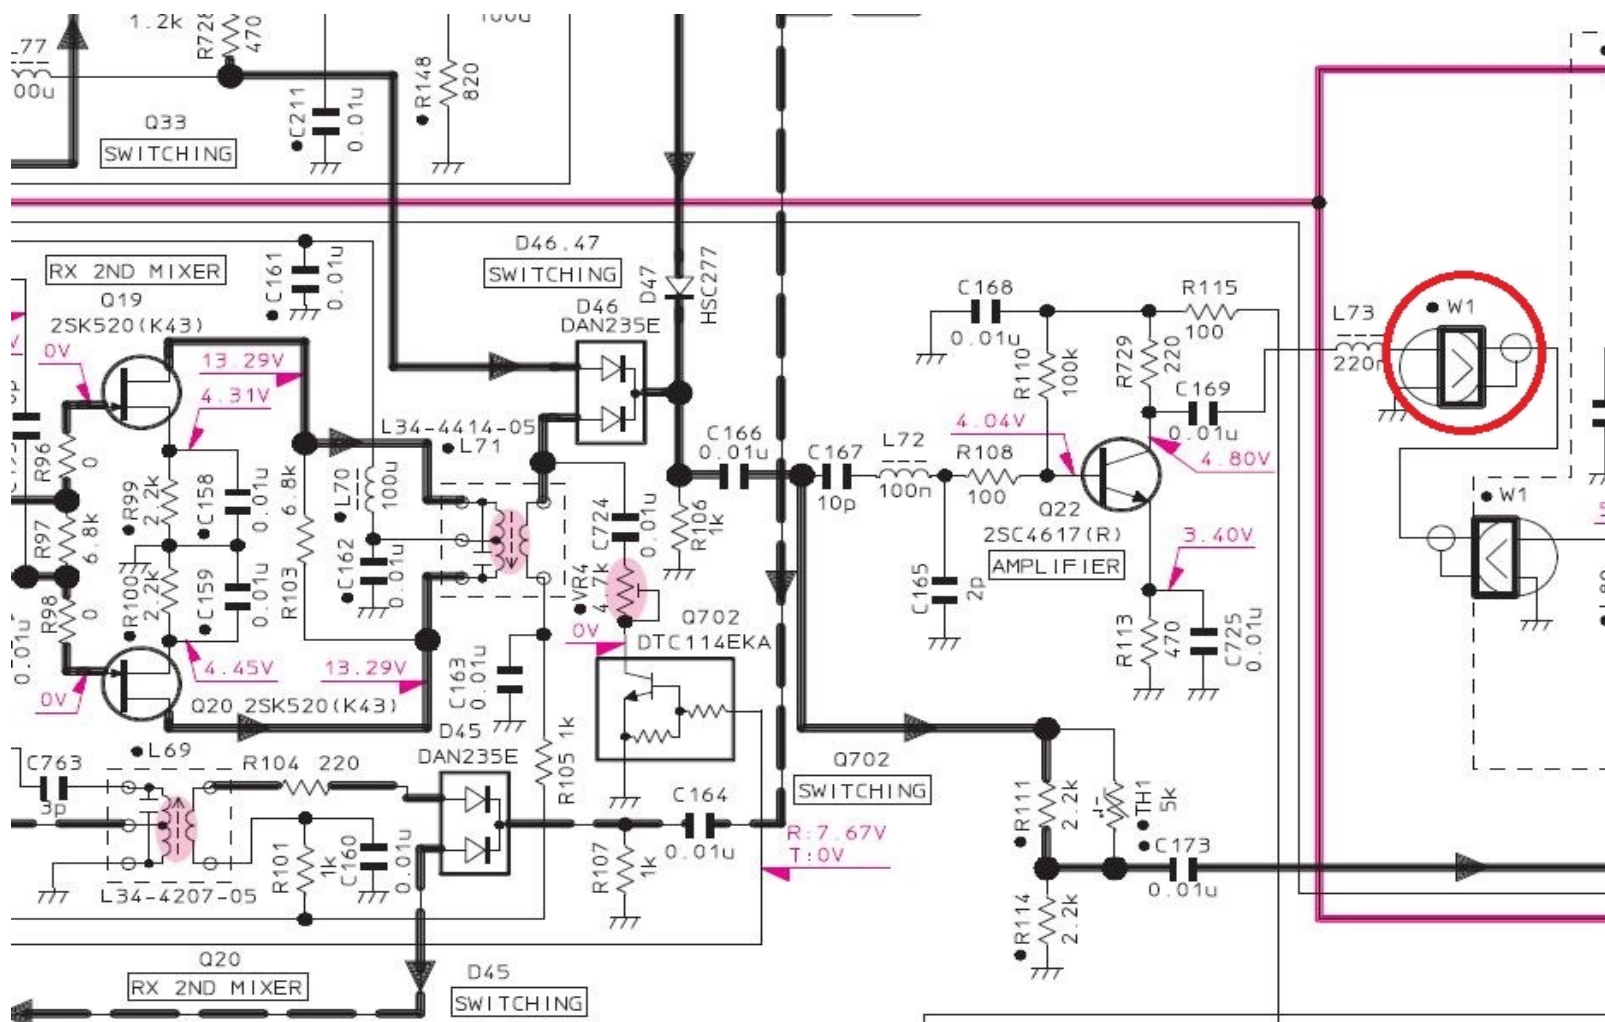 1.2k
R728
470
L77
00u
100u
R148
820
C211
0.01u
Q33
SWITCHING
RX 2ND MIXER
Q19
2SK520(K43)
0V
13.29V
4.31V
C161
0.01u
D46.47
SWITCHING
D47
HSC277
D46
DAN235E
L34-4414-05
L71
L70
100u
C162
0.01u
R96
0
R97
6.8k
R98
0
R99
2.2k
R100
2.2k
C158
0.01u
C159
0.01u
R103
6.8k
0.01u
4.45V
0V
13.29V
Q20 2SK520(K43)
C724
0.01u
VR4
4.7k
R106
1k
C166
0.01u
C167
10p
L72
100n
R108
100
C165
2p
C168
0.01u
R110
100k
R729
220
R115
100
C169
0.01u
4.04V
4.80V
Q22
2SC4617(R)
AMPLIFIER
3.40V
R113
470
C725
0.01u
L73
220n
W1
W1
Q702
DTC114EKA
0V
C163
0.01u
D45
DAN235E
R105 1k
Q702
SWITCHING
L69
C763
3p
R104 220
L34-4207-05
R101
1k
C160
0.01u
R107
1k
C164
0.01u
R:7.67V
T:0V
R111
2.2k
TH1
5k
C173
0.01u
R114
2.2k
Q20
RX 2ND MIXER
D45
SWITCHING